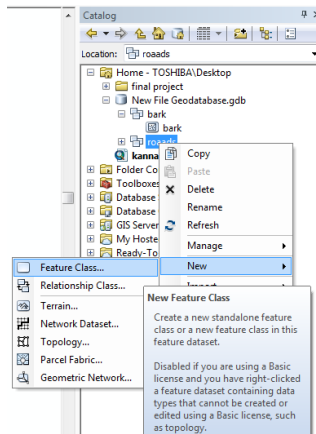 Catalog
Location: roaads
Home - TOSHIBA\Desktop
final project
New File Geodatabase.gdb
bark
bark
roaads
kanna
Folder Co
Toolboxes
Database
Database
GIS Server
My Hoste
Ready-To
Copy
Paste
Delete
Rename
Refresh
Manage
New
Feature Class...
Relationship Class...
Terrain...
Network Dataset...
Topology...
Parcel Fabric...
Geometric Network...
New Feature Class
Create a new standalone feature
class or a new feature class in this
feature dataset.
Disabled if you are using a Basic
license and you have right-clicked
a feature dataset containing data
types that cannot be created or
edited using a Basic license, such
as topology.